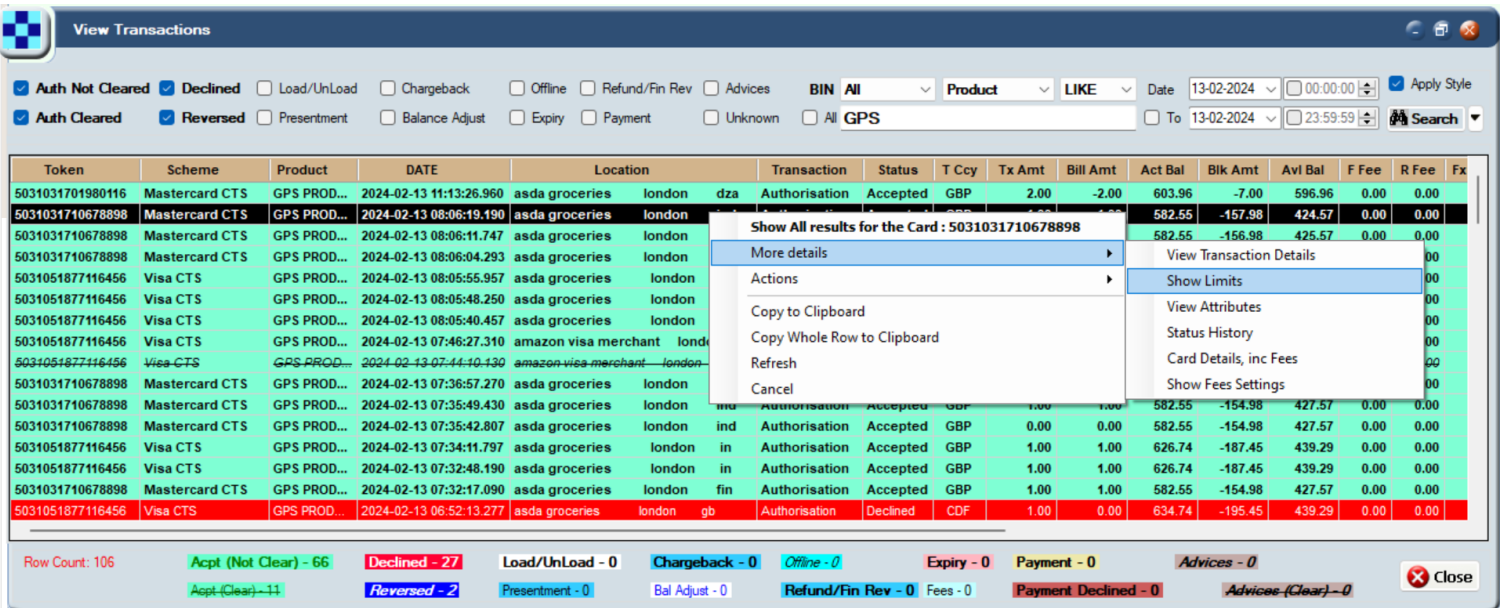 View Transactions
Auth Not Cleared Declined Load/UnLoad Chargeback Offline Refund/Fin Rev Advices BIN All Product LIKE Date 13-02-2024 00:00:00 Apply Style
Auth Cleared Reversed Presentment Balance Adjust Expiry Payment Unknown All GPS To 13-02-2024 23:59:59 Search
Token Scheme Product DATE Location Transaction Status T Ccy Tx Amt Bill Amt Act Bal Blk Amt Avl Bal F Fee R Fee Fx
5031031701980116 Mastercard CTS GPS PROD... 2024-02-13 11:13:26.960 asda groceries london dza Authorisation Accepted GBP 2.00 -2.00 603.96 -7.00 596.96 0.00 0.00
5031031710678898 Mastercard CTS GPS PROD... 2024-02-13 08:06:19.190 asda groceries london 582.55 -157.98 424.57 0.00 0.00
Show All results for the Card : 5031031710678898
5031031710678898 Mastercard CTS GPS PROD... 2024-02-13 08:06:11.747 asda groceries london 582.55 -156.98 425.57 0.00 0.00
More details View Transaction Details
5031031710678898 Mastercard CTS GPS PROD... 2024-02-13 08:06:04.293 asda groceries london
Actions Show Limits
5031051877116456 Visa CTS GPS PROD... 2024-02-13 08:05:55.957 asda groceries london
5031051877116456 Visa CTS GPS PROD... 2024-02-13 08:05:48.250 asda groceries london
Copy to Clipboard View Attributes
5031051877116456 Visa CTS GPS PROD... 2024-02-13 08:05:40.457 asda groceries london
Copy Whole Row to Clipboard Status History
5031051877116456 Visa CTS GPS PROD... 2024-02-13 07:46:27.310 amazon visa merchant
Refresh Card Details, inc Fees
5031051877116456 Visa CTS GPS PROD... 2024-02-13 07:44:10.130 amazon visa merchant london
Cancel Show Fees Settings
5031031710678898 Mastercard CTS GPS PROD... 2024-02-13 07:36:57.270 asda groceries london
5031031710678898 Mastercard CTS GPS PROD... 2024-02-13 07:35:49.430 asda groceries london ind Authorisation Accepted GBP 1.00 1.00 582.55 -154.98 427.57 0.00 0.00
5031031710678898 Mastercard CTS GPS PROD... 2024-02-13 07:35:42.807 asda groceries london ind Authorisation Accepted GBP 0.00 0.00 582.55 -154.98 427.57 0.00 0.00
5031051877116456 Visa CTS GPS PROD... 2024-02-13 07:34:11.797 asda groceries london in Authorisation Accepted GBP 1.00 1.00 626.74 -187.45 439.29 0.00 0.00
5031051877116456 Visa CTS GPS PROD... 2024-02-13 07:32:48.190 asda groceries london in Authorisation Accepted GBP 1.00 1.00 626.74 -187.45 439.29 0.00 0.00
5031031710678898 Mastercard CTS GPS PROD... 2024-02-13 07:32:17.090 asda groceries london fin Authorisation Accepted GBP 1.00 1.00 582.55 -154.98 427.57 0.00 0.00
5031051877116456 Visa CTS GPS PROD... 2024-02-13 06:52:13.277 asda groceries london gb Authorisation Declined CDF 1.00 0.00 634.74 -195.45 439.29 0.00 0.00
Row Count: 106 Acpt (Not Clear) - 66 Declined - 27 Load/UnLoad - 0 Chargeback - 0 Offline - 0 Expiry - 0 Payment - 0 Advices - 0
Acpt (Clear) - 11 Reversed - 2 Presentment - 0 Bal Adjust - 0 Refund/Fin Rev - 0 Fees - 0 Payment Declined - 0 Advices (Clear) - 0
Close